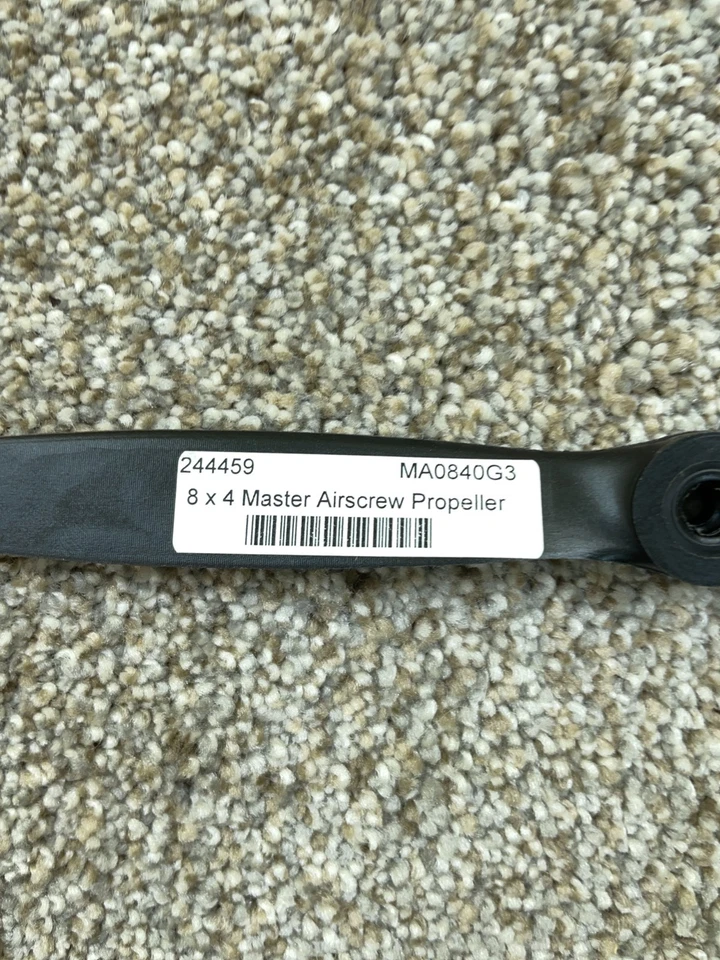 244459 MA0840G3
8 x 4 Master Airscrew Propeller